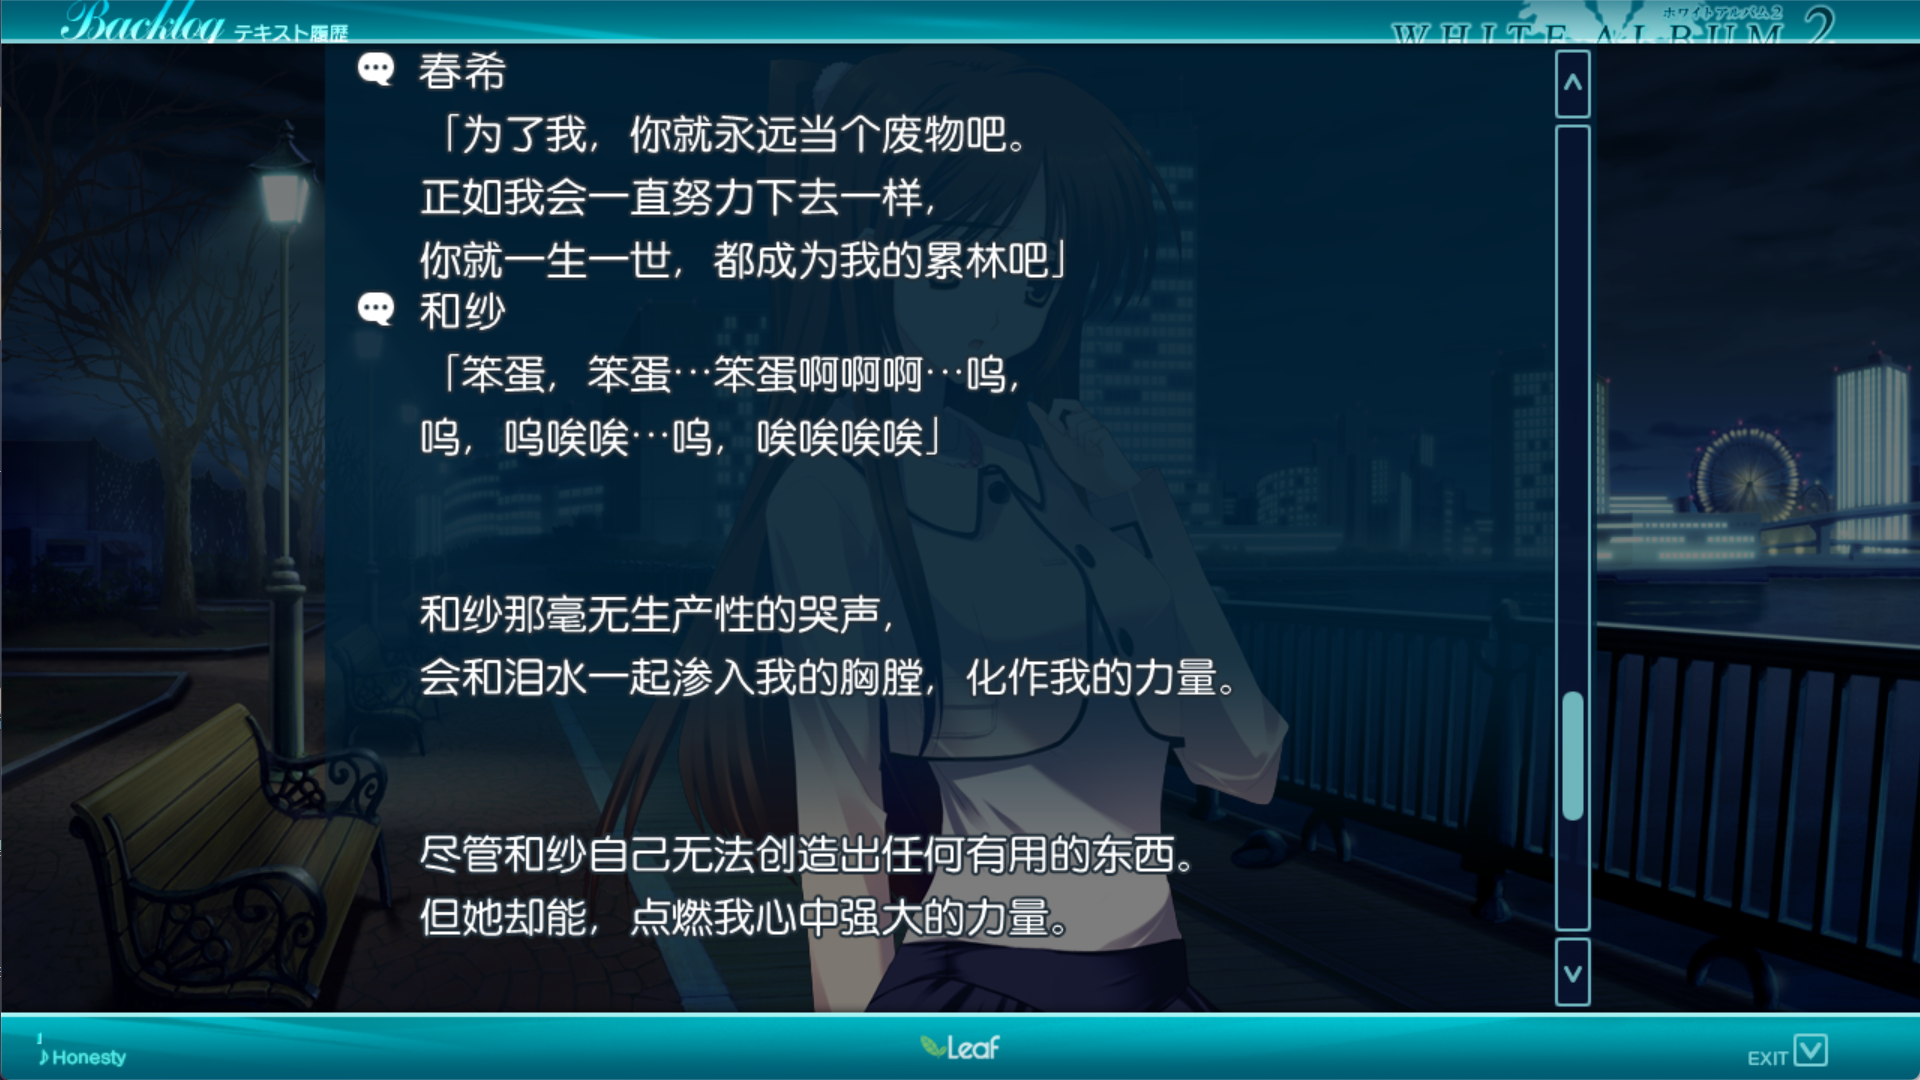 Backlog テキスト履歴
ホワイトアルバム2
WHITE ALBUM 2
春希
「为了我，你就永远当个废物吧。
正如我会一直努力下去一样，
你就一生一世，都成为我的累林吧」
和纱
「笨蛋，笨蛋…笨蛋啊啊啊…呜，
呜，呜唉唉…呜，唉唉唉唉」
和纱那毫无生产性的哭声，
会和泪水一起渗入我的胸膛，化作我的力量。
尽管和纱自己无法创造出任何有用的东西。
但她却能，点燃我心中强大的力量。
♪Honesty
Leaf
EXIT